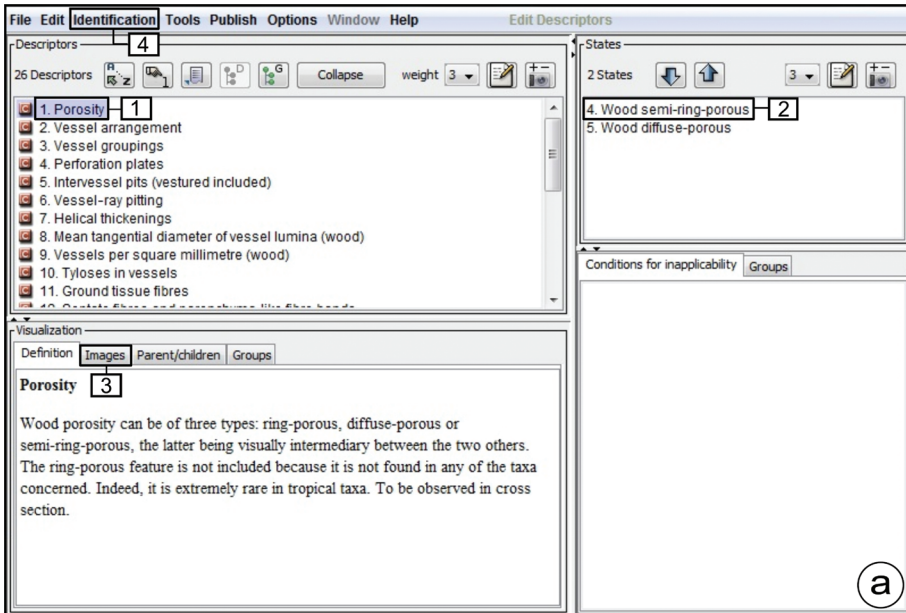 File Edit Identification Tools Publish Options Window Help Edit Descriptors
4
Descriptors
26 Descriptors A z 1 D G Collapse weight 3
1. Porosity 1
2. Vessel arrangement
3. Vessel groupings
4. Perforation plates
5. Intervessel pits (vestured included)
6. Vessel-ray pitting
7. Helical thickenings
8. Mean tangential diameter of vessel lumina (wood)
9. Vessels per square millimetre (wood)
10. Tyloses in vessels
11. Ground tissue fibres
States
2 States 3
4. Wood semi-ring-porous 2
5. Wood diffuse-porous
Conditions for inapplicability Groups
Visualization
Definition Images Parent/children Groups
3
Porosity
Wood porosity can be of three types: ring-porous, diffuse-porous or
semi-ring-porous, the latter being visually intermediary between the two others.
The ring-porous feature is not included because it is not found in any of the taxa
concerned. Indeed, it is extremely rare in tropical taxa. To be observed in cross
section.
a